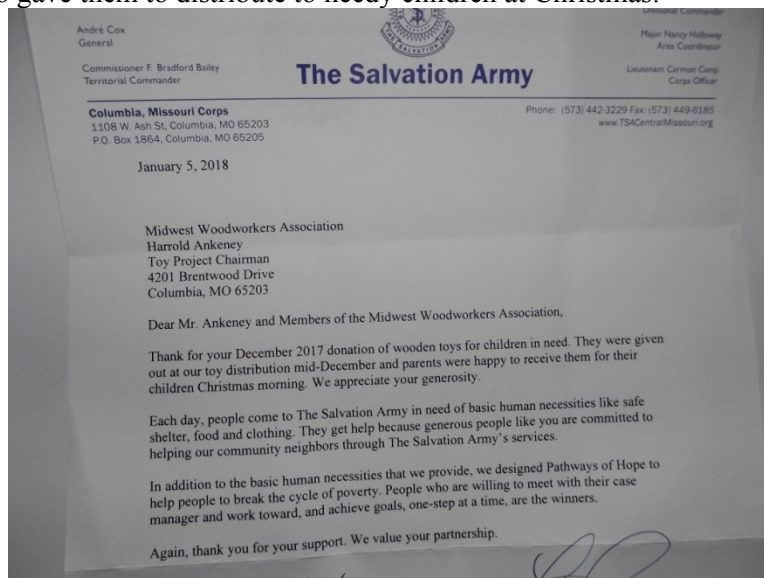 gave them to distribute to needy children at Christmas.
André Cox
General
Commissioner F. Bradford Bailey
Territorial Commander
THE SALVATION ARMY
The Salvation Army
Divisional Commander
Major Nancy Holloway
Area Coordinator
Lieutenant Carmon Camp
Corps Officer
Columbia, Missouri Corps
1108 W. Ash St, Columbia, MO 65203
P.O. Box 1864, Columbia, MO 65205
Phone: (573) 442-3229 Fax: (573) 449-6185
www.TSACentralMissouri.org
January 5, 2018
Midwest Woodworkers Association
Harrold Ankeney
Toy Project Chairman
4201 Brentwood Drive
Columbia, MO 65203
Dear Mr. Ankeney and Members of the Midwest Woodworkers Association,
Thank for your December 2017 donation of wooden toys for children in need. They were given
out at our toy distribution mid-December and parents were happy to receive them for their
children Christmas morning. We appreciate your generosity.
Each day, people come to The Salvation Army in need of basic human necessities like safe
shelter, food and clothing. They get help because generous people like you are committed to
helping our community neighbors through The Salvation Army's services.
In addition to the basic human necessities that we provide, we designed Pathways of Hope to
help people to break the cycle of poverty. People who are willing to meet with their case
manager and work toward, and achieve goals, one-step at a time, are the winners.
Again, thank you for your support. We value your partnership.